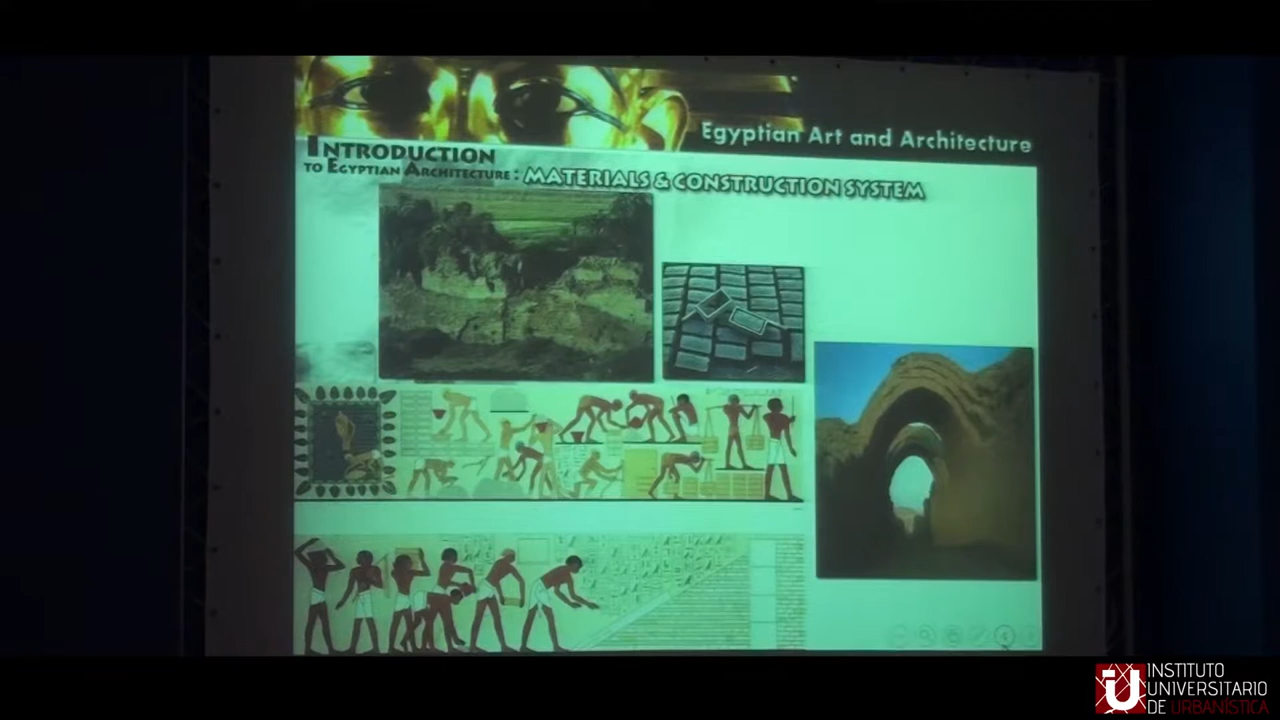 Egyptian Art and Architecture
INTRODUCTION
TO EGYPTIAN ARCHITECTURE: MATERIALS & CONSTRUCTION SYSTEM
INSTITUTO
UNIVERSITARIO
DE URBANÍSTICA